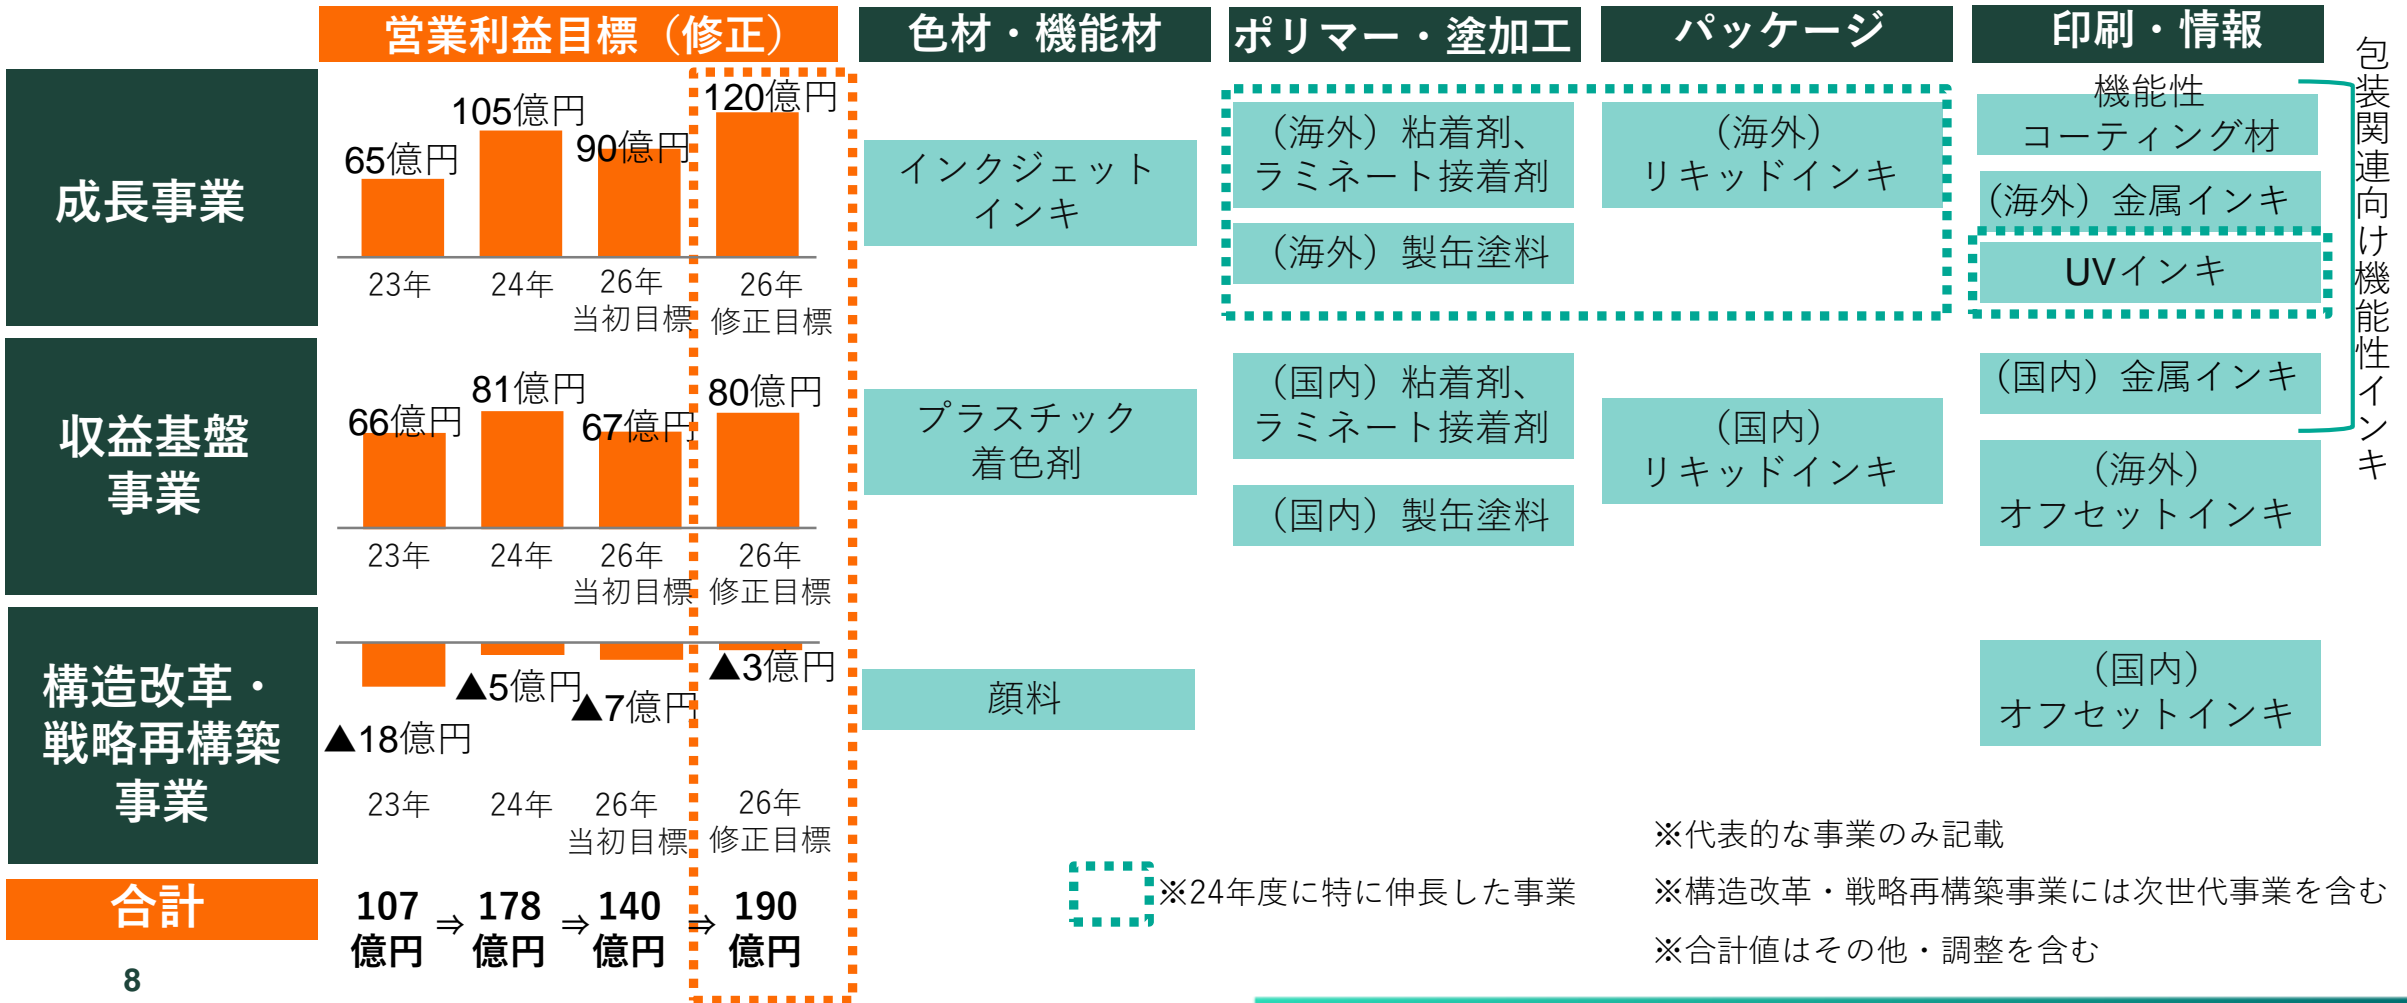 営業利益目標（修正）
色材・機能材
ポリマー・塗加工
パッケージ
印刷・情報
包装関連向け機能性インキ
成長事業
65億円
105億円
90億円
120億円
23年
24年
26年
当初目標
26年
修正目標
インクジェット
インキ
（海外）粘着剤、
ラミネート接着剤
（海外）製缶塗料
（海外）
リキッドインキ
機能性
コーティング材
（海外）金属インキ
UVインキ
収益基盤
事業
66億円
81億円
67億円
80億円
23年
24年
26年
当初目標
26年
修正目標
プラスチック
着色剤
（国内）粘着剤、
ラミネート接着剤
（国内）製缶塗料
（国内）
リキッドインキ
（国内）金属インキ
（海外）
オフセットインキ
構造改革・
戦略再構築
事業
▲18億円
▲5億円
▲7億円
▲3億円
23年
24年
26年
当初目標
26年
修正目標
顔料
（国内）
オフセットインキ
合計
107
億円
⇒
178
億円
⇒
140
億円
⇒
190
億円
※24年度に特に伸長した事業
※代表的な事業のみ記載
※構造改革・戦略再構築事業には次世代事業を含む
※合計値はその他・調整を含む
8